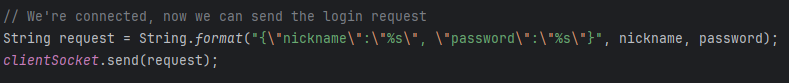 // We're connected, now we can send the login request
String request = String.format("{\"nickname\":\"%s\", \"password\":\"%s\"}", nickname, password);
clientSocket.send(request);